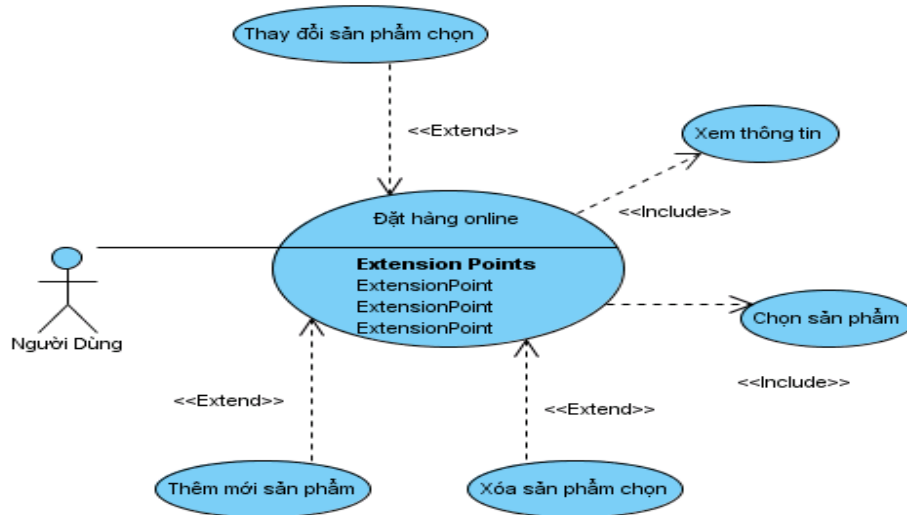 Thay đổi sản phẩm chọn
<<Extend>>
Xem thông tin
<<Include>>
Đặt hàng online
Extension Points
ExtensionPoint
ExtensionPoint
ExtensionPoint
Người Dùng
Chọn sản phẩm
<<Include>>
<<Extend>>
<<Extend>>
Thêm mới sản phẩm
Xóa sản phẩm chọn